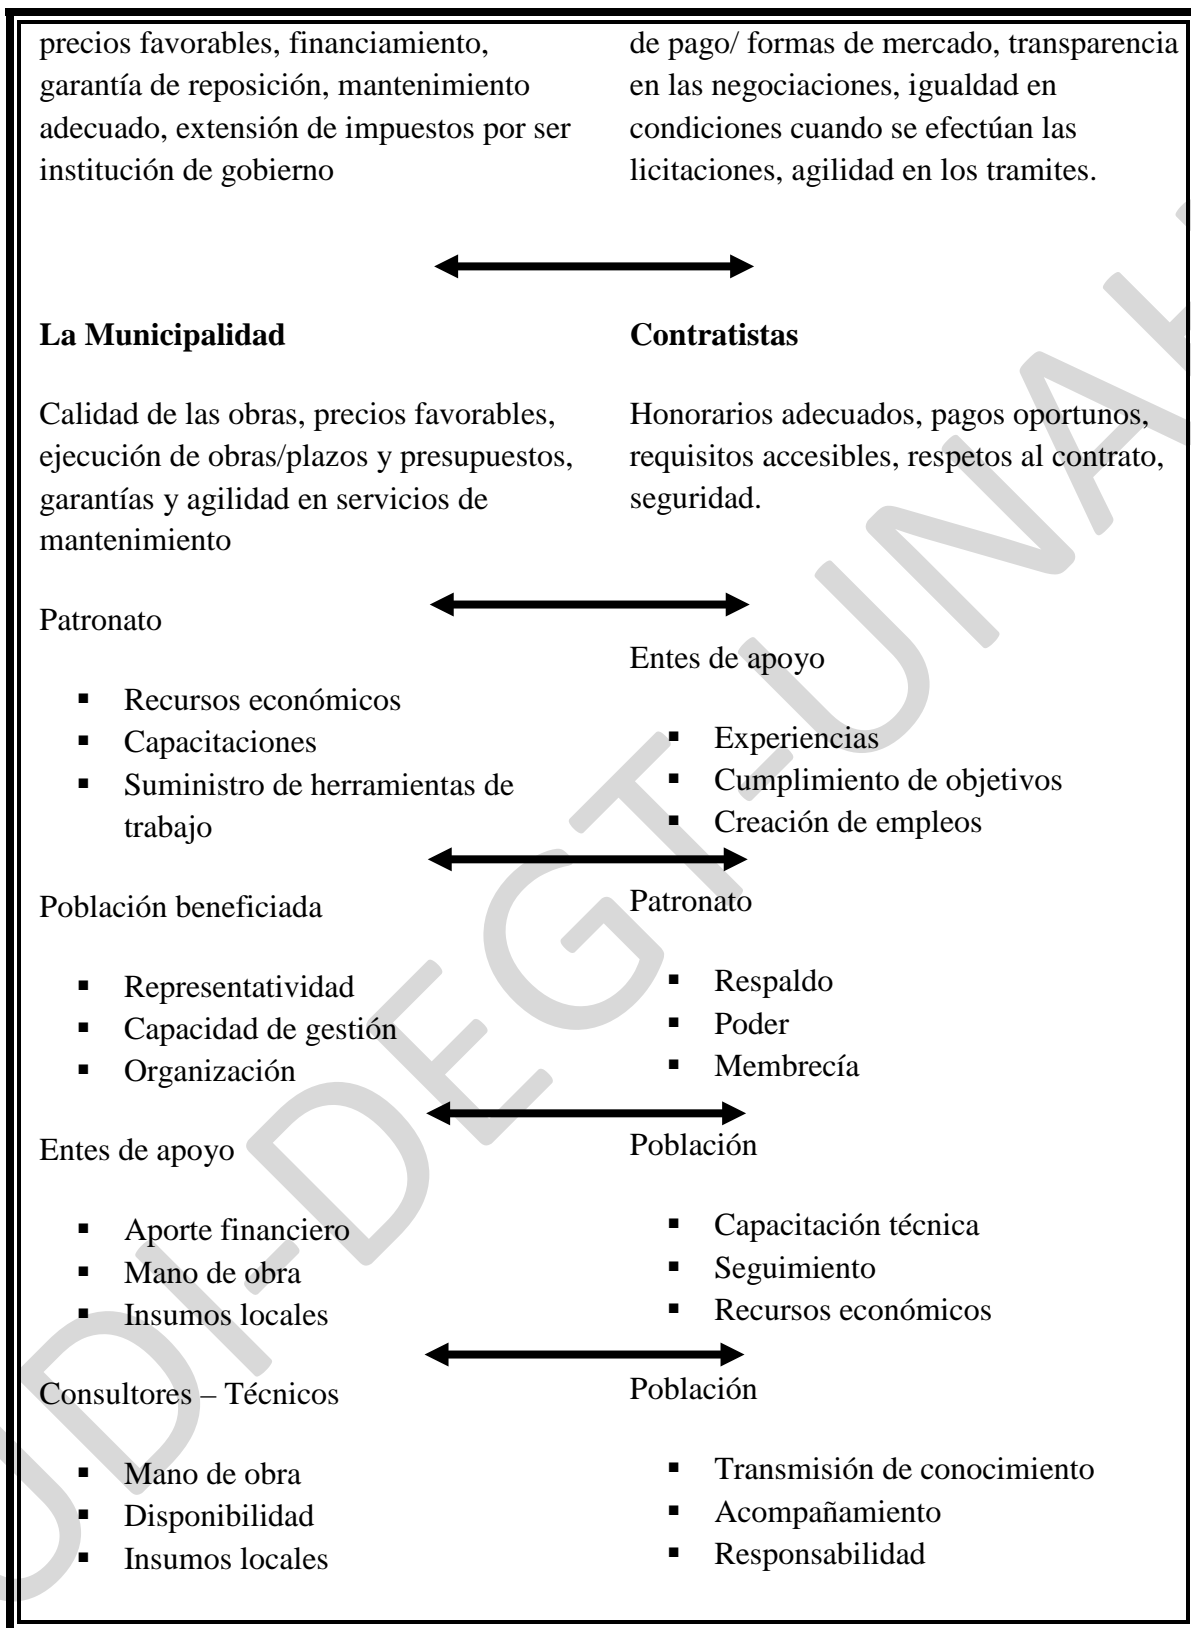 precios favorables, financiamiento,
garantía de reposición, mantenimiento
adecuado, extensión de impuestos por ser
institución de gobierno
de pago/ formas de mercado, transparencia
en las negociaciones, igualdad en
condiciones cuando se efectúan las
licitaciones, agilidad en los tramites.
La Municipalidad
Contratistas
Calidad de las obras, precios favorables,
ejecución de obras/plazos y presupuestos,
garantías y agilidad en servicios de
mantenimiento
Honorarios adecuados, pagos oportunos,
requisitos accesibles, respetos al contrato,
seguridad.
Patronato
▪ Recursos económicos
▪ Capacitaciones
▪ Suministro de herramientas de
trabajo
Entes de apoyo
▪ Experiencias
▪ Cumplimiento de objetivos
▪ Creación de empleos
Población beneficiada
▪ Representatividad
▪ Capacidad de gestión
▪ Organización
Patronato
▪ Respaldo
▪ Poder
▪ Membrecía
Entes de apoyo
▪ Aporte financiero
▪ Mano de obra
▪ Insumos locales
Población
▪ Capacitación técnica
▪ Seguimiento
▪ Recursos económicos
Consultores – Técnicos
▪ Mano de obra
▪ Disponibilidad
▪ Insumos locales
Población
▪ Transmisión de conocimiento
▪ Acompañamiento
▪ Responsabilidad
UDI-DEGT-UNAH